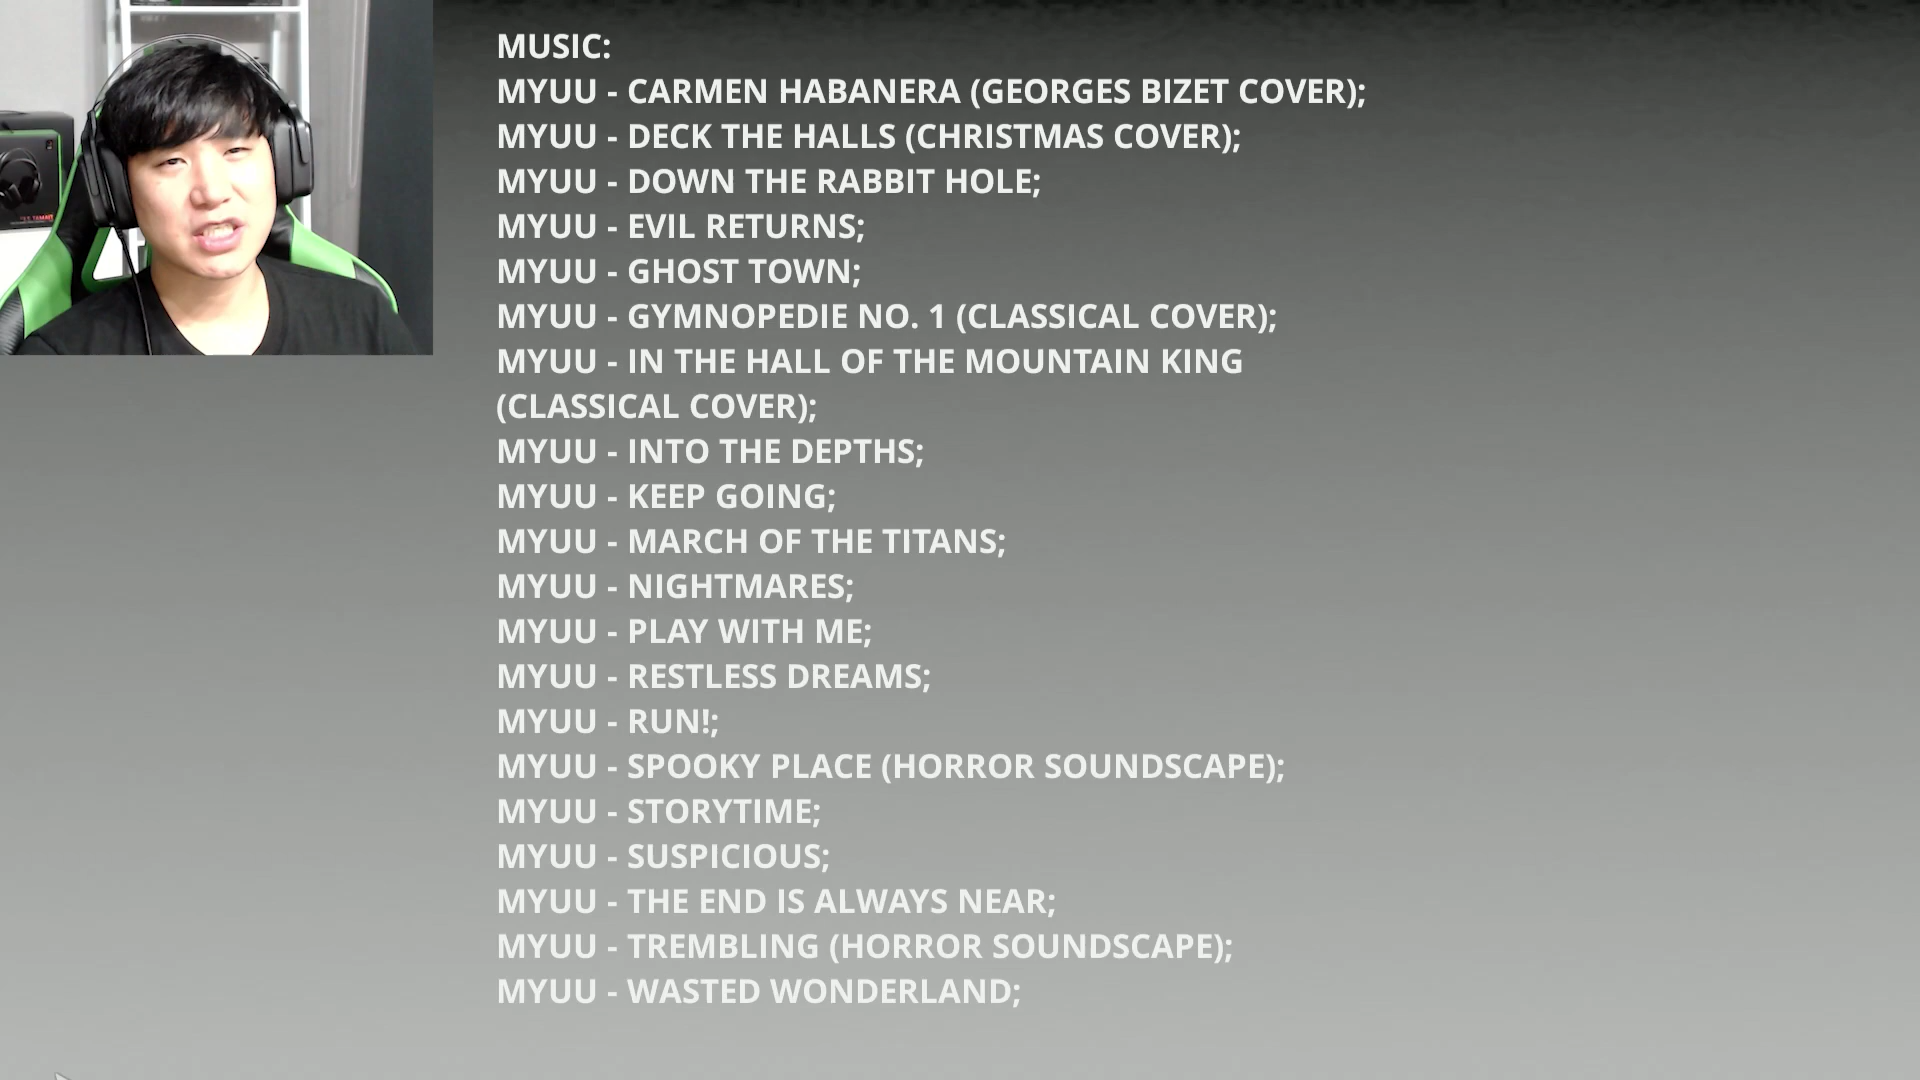 MUSIC:
MYUU - CARMEN HABANERA (GEORGES BIZET COVER);
MYUU - DECK THE HALLS (CHRISTMAS COVER);
MYUU - DOWN THE RABBIT HOLE;
MYUU - EVIL RETURNS;
MYUU - GHOST TOWN;
MYUU - GYMNOPEDIE NO. 1 (CLASSICAL COVER);
MYUU - IN THE HALL OF THE MOUNTAIN KING
(CLASSICAL COVER);
MYUU - INTO THE DEPTHS;
MYUU - KEEP GOING;
MYUU - MARCH OF THE TITANS;
MYUU - NIGHTMARES;
MYUU - PLAY WITH ME;
MYUU - RESTLESS DREAMS;
MYUU - RUN!;
MYUU - SPOOKY PLACE (HORROR SOUNDSCAPE);
MYUU - STORYTIME;
MYUU - SUSPICIOUS;
MYUU - THE END IS ALWAYS NEAR;
MYUU - TREMBLING (HORROR SOUNDSCAPE);
MYUU - WASTED WONDERLAND;